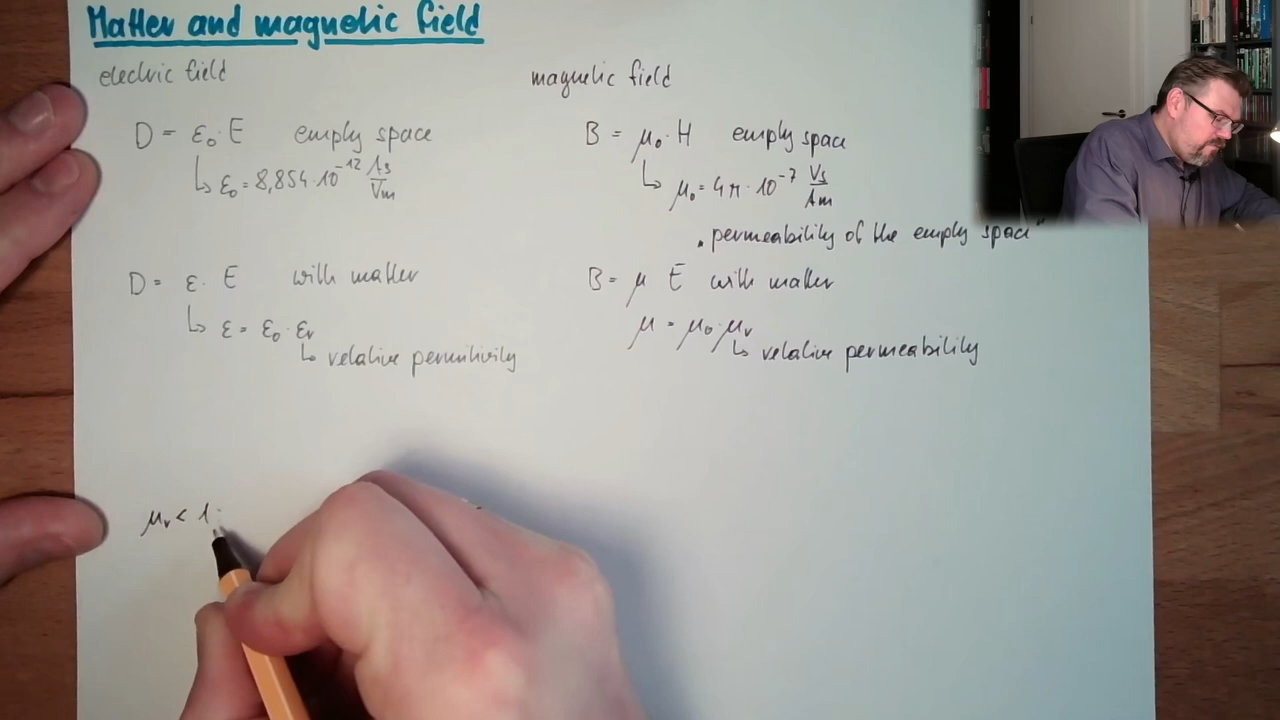 Matter and magnetic field
electric field
D = ε₀ · E empty space
↳ ε₀ = 8,854 · 10⁻¹² As/Vm
D = ε · E with matter
↳ ε = ε₀ · εr
↳ relative permitivity
magnetic field
B = μ₀ · H empty space
↳ μ₀ = 4π · 10⁻⁷ Vs/Am
„permeability of the empty space"
B = μ E with matter
μ = μ₀ · μr
↳ relative permeability
μr < 1